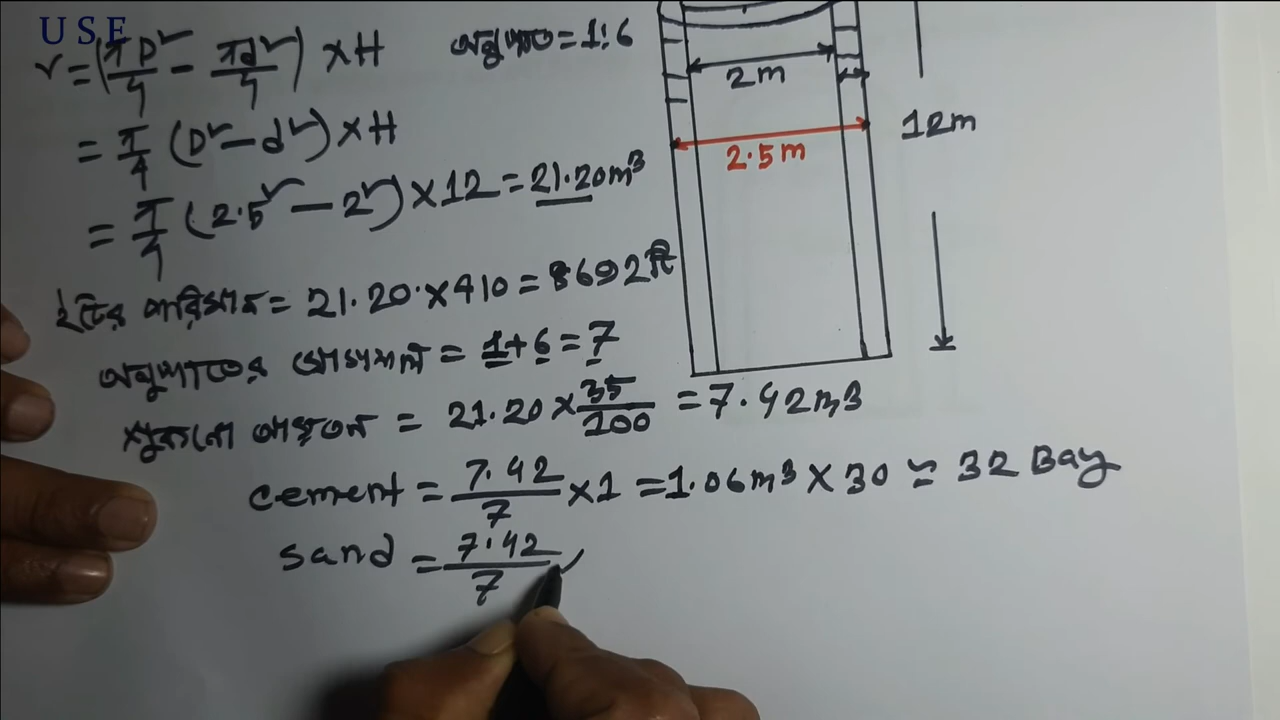 USF
v = (πD²/4 - πd²/4) × H
অনুপাত = 1:6
= π/4 (D² - d²) × H
= π/4 (2.5² - 2²) × 12 = 21.20m³
2m
2.5m
12m
ইটের পরিমান = 21.20 × 410 = 8692 টি
অনুপাতের যোগফল = 1+6 = 7
শুকনো আয়তন = 21.20 × 35/100 = 7.42m³
cement = 7.42/7 × 1 = 1.06m³ × 30 ≈ 32 Bag
sand = 7.42/7